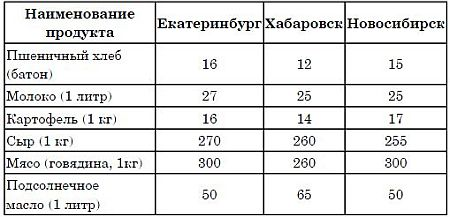 Наименование продукта Екатеринбург Хабаровск Новосибирск
Пшеничный хлеб (батон) 16 12 15
Молоко (1 литр) 27 25 25
Картофель (1 кг) 16 14 17
Сыр (1 кг) 270 260 255
Мясо (говядина, 1кг) 300 260 300
Подсолнечное масло (1 литр) 50 65 50